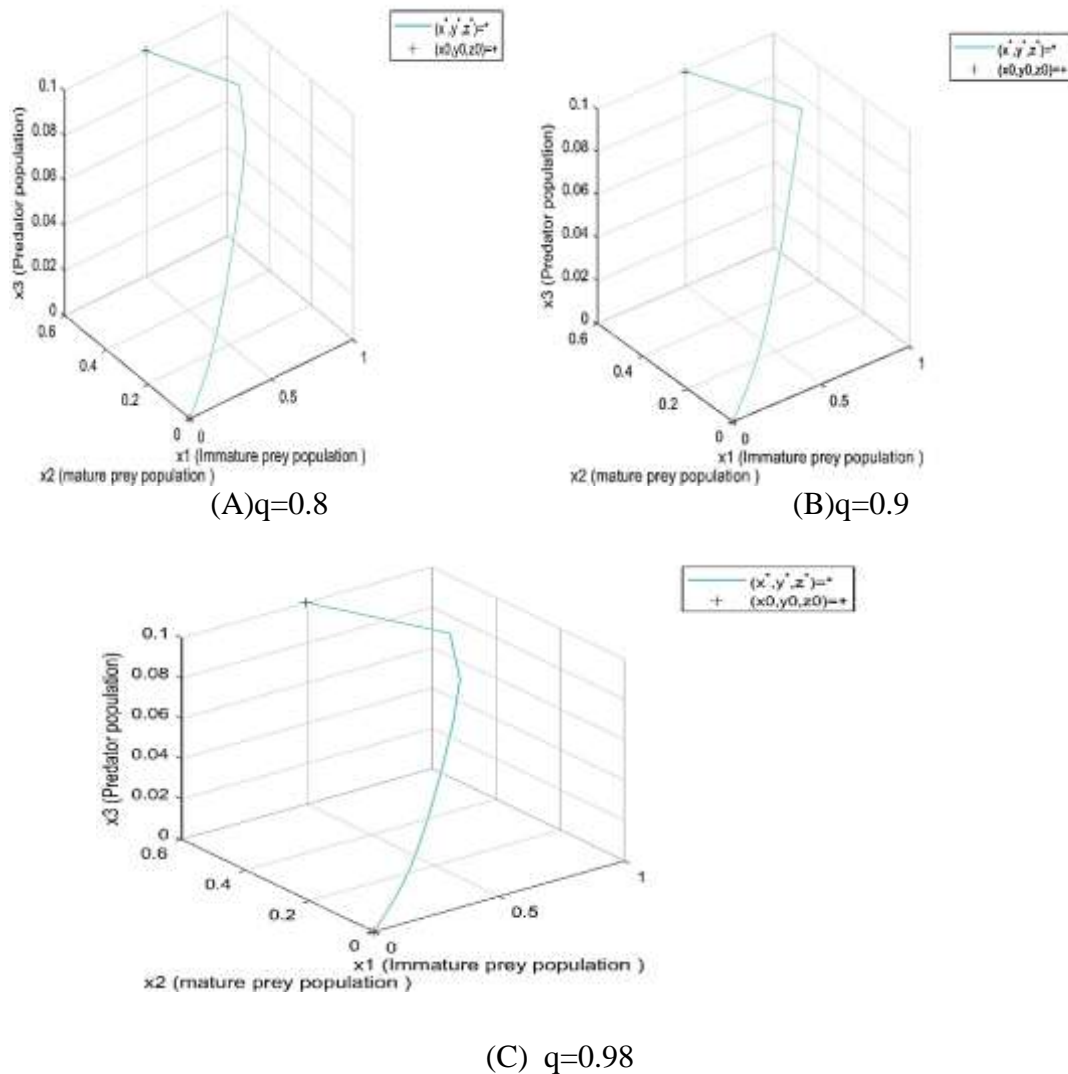 (x*,y*,z*)=*
(x0,y0,z0)=+
0.1
0.08
0.06
0.04
0.02
0
x3 (Predator population)
0.6
0.4
0.2
0
0
0.5
1
x1 (Immature prey population )
x2 (mature prey population )
(A)q=0.8
(x*,y*,z*)=*
(x0,y0,z0)=+
0.1
0.08
0.06
0.04
0.02
0
x3 (Predator population)
0.6
0.4
0.2
0
0
0.5
1
x1 (Immature prey population )
x2 (mature prey population )
(B)q=0.9
(x*,y*,z*)=*
(x0,y0,z0)=+
0.1
0.08
0.06
0.04
0.02
0
x3 (Predator population)
0.6
0.4
0.2
0
0
0.5
1
x1 (Immature prey population )
x2 (mature prey population )
(C) q=0.98